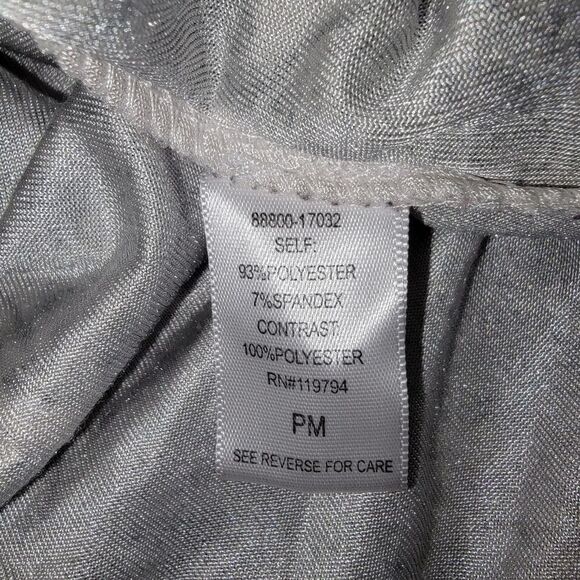 88800-17032
SELF:
93%POLYESTER
7%SPANDEX
CONTRAST:
100%POLYESTER
RN#119794
PM
SEE REVERSE FOR CARE